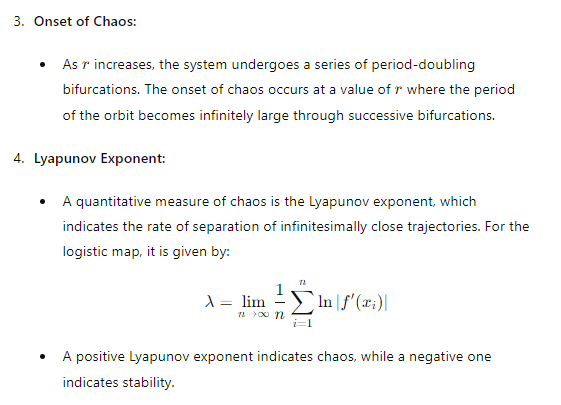 3. Onset of Chaos:
• As r increases, the system undergoes a series of period-doubling
bifurcations. The onset of chaos occurs at a value of r where the period
of the orbit becomes infinitely large through successive bifurcations.
4. Lyapunov Exponent:
• A quantitative measure of chaos is the Lyapunov exponent, which
indicates the rate of separation of infinitesimally close trajectories. For the
logistic map, it is given by:
λ = lim_{n→∞} \frac{1}{n} ∑_{i=1}^{n} ln |f′(x_i)|
• A positive Lyapunov exponent indicates chaos, while a negative one
indicates stability.